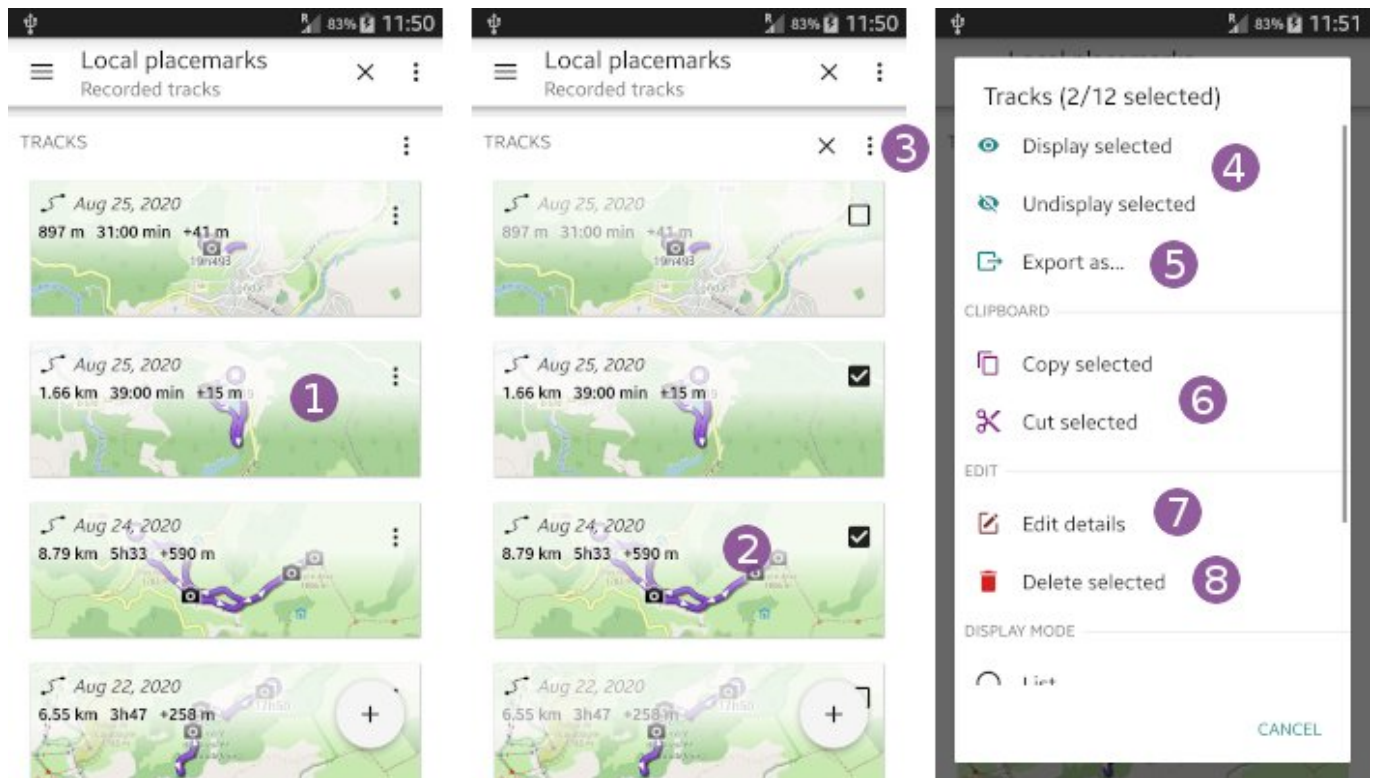 R 83% 11:50
Local placemarks
Recorded tracks
TRACKS
Aug 25, 2020
897 m 31:00 min +41 m
19h493
Aug 25, 2020
1.66 km 39:00 min +15 m
1
Aug 24, 2020
8.79 km 5h33 +590 m
Aug 22, 2020
6.55 km 3h47 +258 m
17h50
+
R 83% 11:50
Local placemarks
Recorded tracks
TRACKS
3
Aug 25, 2020
897 m 31:00 min +41 m
19h493
Aug 25, 2020
1.66 km 39:00 min +15 m
Aug 24, 2020
8.79 km 5h33 +590 m
2
Aug 22, 2020
6.55 km 3h47 +258 m
17h50
+
R 83% 11:51
Tracks (2/12 selected)
Display selected
4
Undisplay selected
Export as...
5
CLIPBOARD
Copy selected
6
Cut selected
EDIT
Edit details
7
Delete selected
8
DISPLAY MODE
List
CANCEL